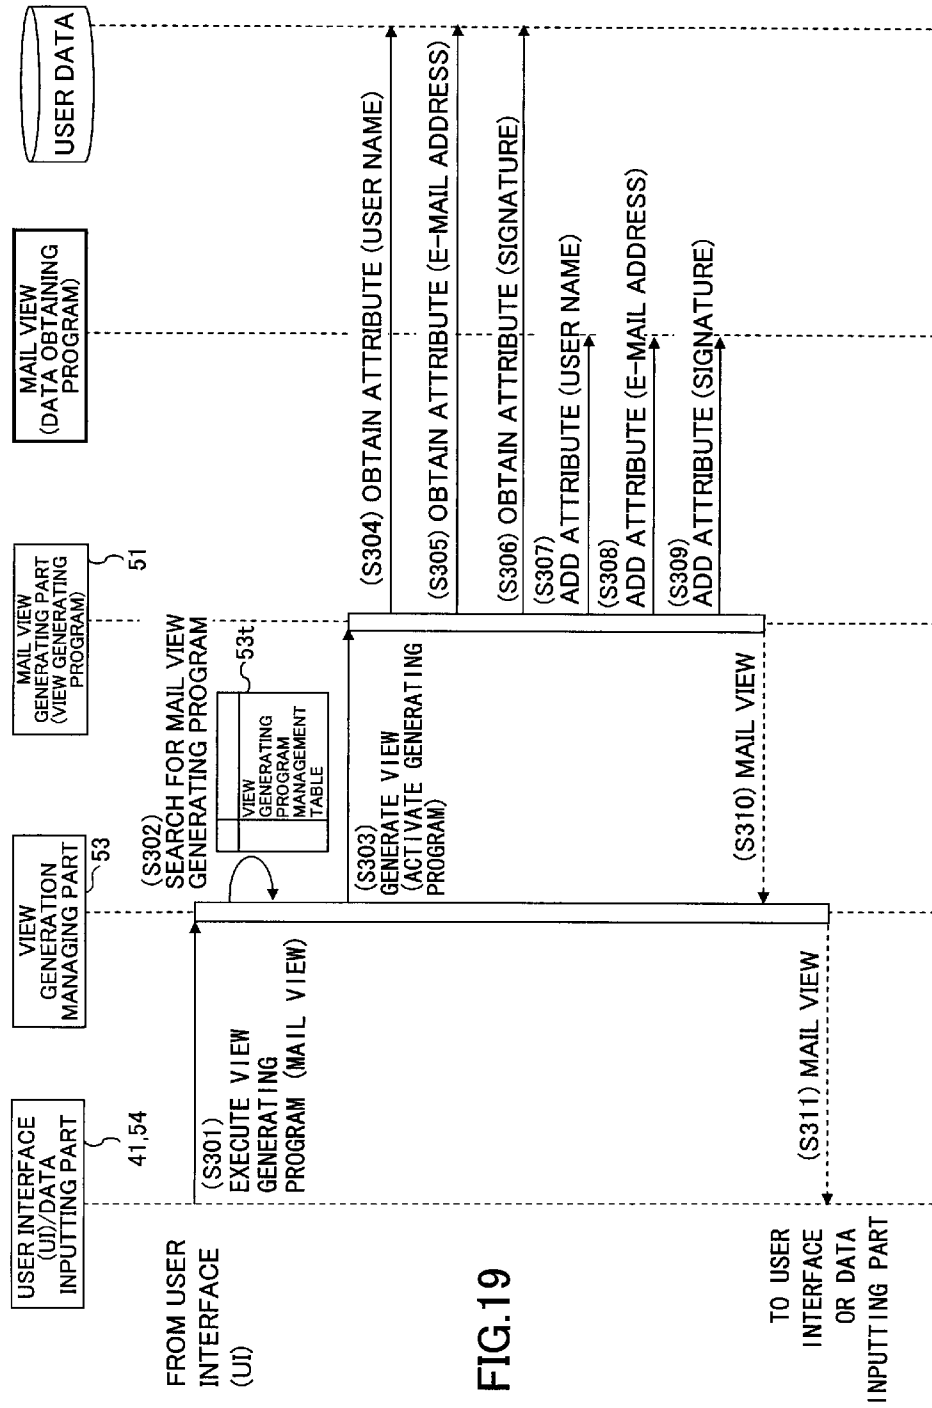 USER INTERFACE
(UI)/DATA
INPUTTING PART
41,54
VIEW
GENERATION
MANAGING PART
53
MAIL VIEW
GENERATING PART
(VIEW GENERATING
PROGRAM)
51
MAIL VIEW
(DATA OBTAINING
PROGRAM)
USER DATA
FROM USER
INTERFACE
(UI)
(S301)
EXECUTE VIEW
GENERATING
PROGRAM (MAIL VIEW)
(S302)
SEARCH FOR MAIL VIEW
GENERATING PROGRAM
53t
VIEW
GENERATING
PROGRAM
MANAGEMENT
TABLE
(S303)
GENERATE VIEW
(ACTIVATE GENERATING
PROGRAM)
(S304) OBTAIN ATTRIBUTE (USER NAME)
(S305) OBTAIN ATTRIBUTE (E-MAIL ADDRESS)
(S306) OBTAIN ATTRIBUTE (SIGNATURE)
(S307)
ADD ATTRIBUTE (USER NAME)
(S308)
ADD ATTRIBUTE (E-MAIL ADDRESS)
(S309)
ADD ATTRIBUTE (SIGNATURE)
(S310) MAIL VIEW
(S311) MAIL VIEW
TO USER
INTERFACE
OR DATA
INPUTTING PART
FIG.19